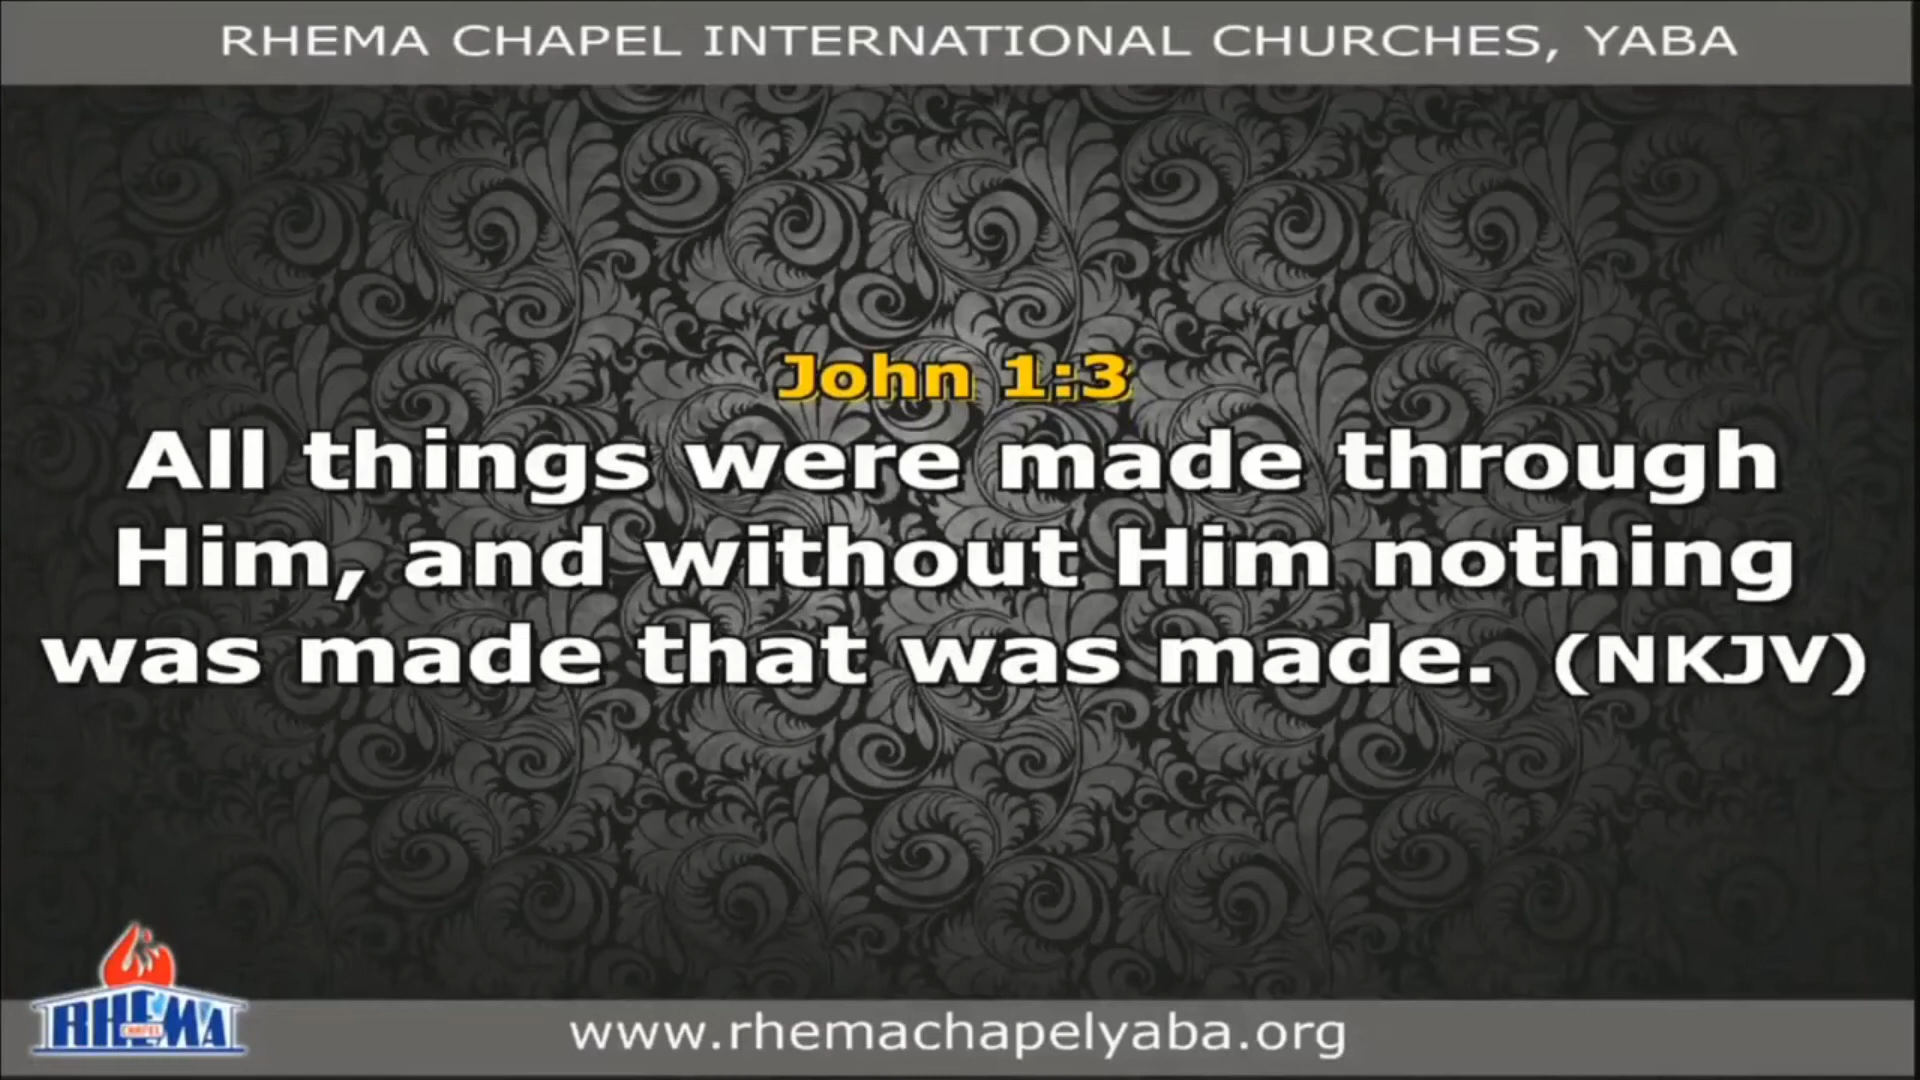 RHEMA CHAPEL INTERNATIONAL CHURCHES, YABA
John 1:3
All things were made through
Him, and without Him nothing
was made that was made. (NKJV)
RHEMA
CHAPEL
www.rhemachapelyaba.org